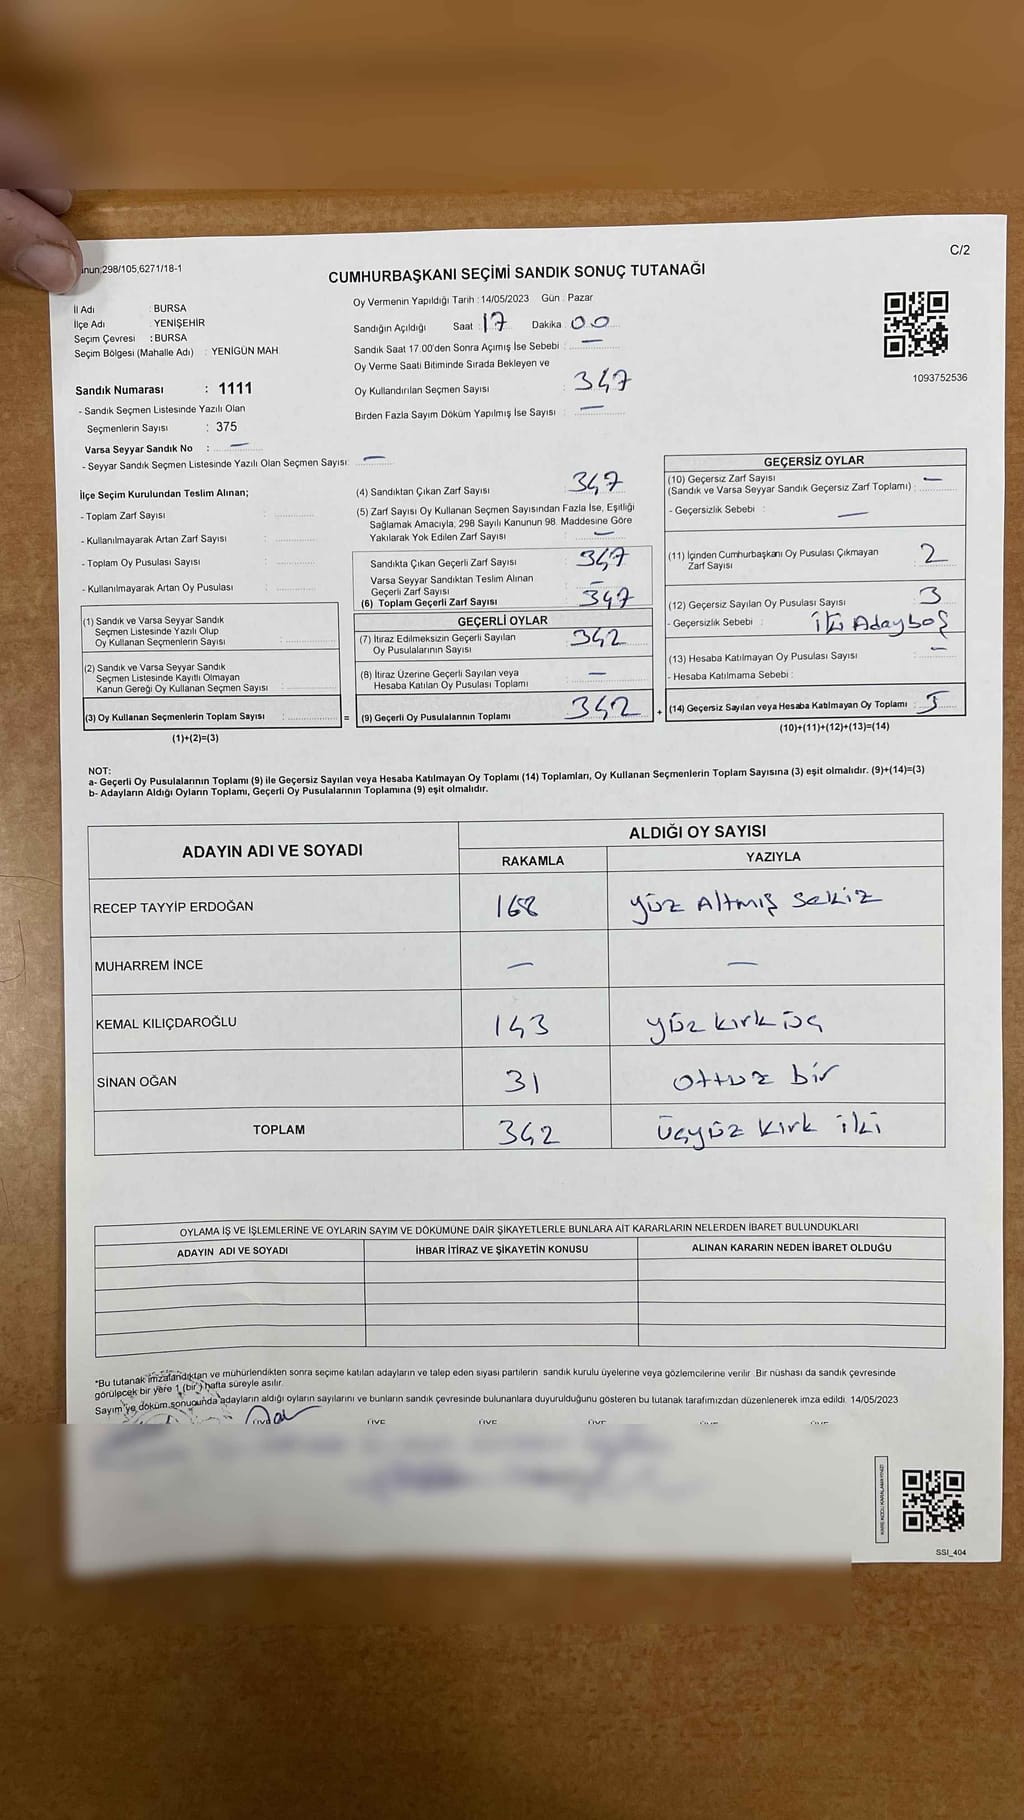 nun:298/105,6271/18-1
C/2
CUMHURBAŞKANI SEÇİMİ SANDIK SONUÇ TUTANAĞI
İl Adı : BURSA
İlçe Adı : YENİŞEHİR
Seçim Çevresi : BURSA
Seçim Bölgesi (Mahalle Adı) : YENİGÜN MAH
Sandık Numarası : 1111
- Sandık Seçmen Listesinde Yazılı Olan
Seçmenlerin Sayısı : 375
Varsa Seyyar Sandık No : —
- Seyyar Sandık Seçmen Listesinde Yazılı Olan Seçmen Sayısı: —
Oy Vermenin Yapıldığı Tarih : 14/05/2023 Gün : Pazar
Sandığın Açıldığı Saat : 17 Dakika : 00
Sandık Saat 17:00'den Sonra Açımış İse Sebebi : —
Oy Verme Saati Bitiminde Sırada Bekleyen ve
Oy Kullandırılan Seçmen Sayısı : 347
Birden Fazla Sayım Döküm Yapılmış İse Sayısı : —
1093752536
İlçe Seçim Kurulundan Teslim Alınan;
- Toplam Zarf Sayısı :
- Kullanılmayarak Artan Zarf Sayısı :
- Toplam Oy Pusulası Sayısı :
- Kullanılmayarak Artan Oy Pusulası :
(1) Sandık ve Varsa Seyyar Sandık
Seçmen Listesinde Yazılı Olup
Oy Kullanan Seçmenlerin Sayısı :
(2) Sandık ve Varsa Seyyar Sandık
Seçmen Listesinde Kayıtlı Olmayan
Kanun Gereği Oy Kullanan Seçmen Sayısı :
(3) Oy Kullanan Seçmenlerin Toplam Sayısı : =
(1)+(2)=(3)
(4) Sandıktan Çıkan Zarf Sayısı : 347
(5) Zarf Sayısı Oy Kullanan Seçmen Sayısından Fazla İse, Eşitliği
Sağlamak Amacıyla, 298 Sayılı Kanunun 98. Maddesine Göre
Yakılarak Yok Edilen Zarf Sayısı : —
Sandıkta Çıkan Geçerli Zarf Sayısı : 347
Varsa Seyyar Sandıktan Teslim Alınan
Geçerli Zarf Sayısı : —
(6) Toplam Geçerli Zarf Sayısı : 347
GEÇERLİ OYLAR
(7) İtiraz Edilmeksizin Geçerli Sayılan
Oy Pusulalarının Sayısı : 342
(8) İtiraz Üzerine Geçerli Sayılan veya
Hesaba Katılan Oy Pusulası Toplamı : —
(9) Geçerli Oy Pusulalarının Toplamı : 342 +
GEÇERSİZ OYLAR
(10) Geçersiz Zarf Sayısı
(Sandık ve Varsa Seyyar Sandık Geçersiz Zarf Toplamı) : —
- Geçersizlik Sebebi : —
(11) İçinden Cumhurbaşkanı Oy Pusulası Çıkmayan
Zarf Sayısı : 2
(12) Geçersiz Sayılan Oy Pusulası Sayısı : 3
- Geçersizlik Sebebi : İki Aday boş
(13) Hesaba Katılmayan Oy Pusulası Sayısı : —
- Hesaba Katılmama Sebebi :
(14) Geçersiz Sayılan veya Hesaba Katılmayan Oy Toplamı : 5
(10)+(11)+(12)+(13)=(14)
NOT:
a- Geçerli Oy Pusulalarının Toplamı (9) ile Geçersiz Sayılan veya Hesaba Katılmayan Oy Toplamı (14) Toplamları, Oy Kullanan Seçmenlerin Toplam Sayısına (3) eşit olmalıdır. (9)+(14)=(3)
b- Adayların Aldığı Oyların Toplamı, Geçerli Oy Pusulalarının Toplamına (9) eşit olmalıdır.
ADAYIN ADI VE SOYADI
ALDIĞI OY SAYISI
RAKAMLA YAZIYLA
RECEP TAYYİP ERDOĞAN 168 yüz Altmış sekiz
MUHARREM İNCE — —
KEMAL KILIÇDAROĞLU 143 yüz kırk üç
SİNAN OĞAN 31 ottuz bir
TOPLAM 342 üçyüz kırk iki
OYLAMA İŞ VE İŞLEMLERİNE VE OYLARIN SAYIM VE DÖKÜMÜNE DAİR ŞİKAYETLERLE BUNLARA AİT KARARLARIN NELERDEN İBARET BULUNDUKLARI
ADAYIN ADI VE SOYADI İHBAR İTİRAZ VE ŞİKAYETİN KONUSU ALINAN KARARIN NEDEN İBARET OLDUĞU
*Bu tutanak imzalandıktan ve mühürlendikten sonra seçime katılan adayların ve talep eden siyasi partilerin sandık kurulu üyelerine veya gözlemcilerine verilir. Bir nüshası da sandık çevresinde
görülecek bir yere 1 (bir) hafta süreyle asılır.
Sayım ve döküm sonucunda adayların aldığı oyların sayılarını ve bunların sandık çevresinde bulunanlara duyurulduğunu gösteren bu tutanak tarafımızdan düzenlenerek imza edildi. 14/05/2023
SSI_404